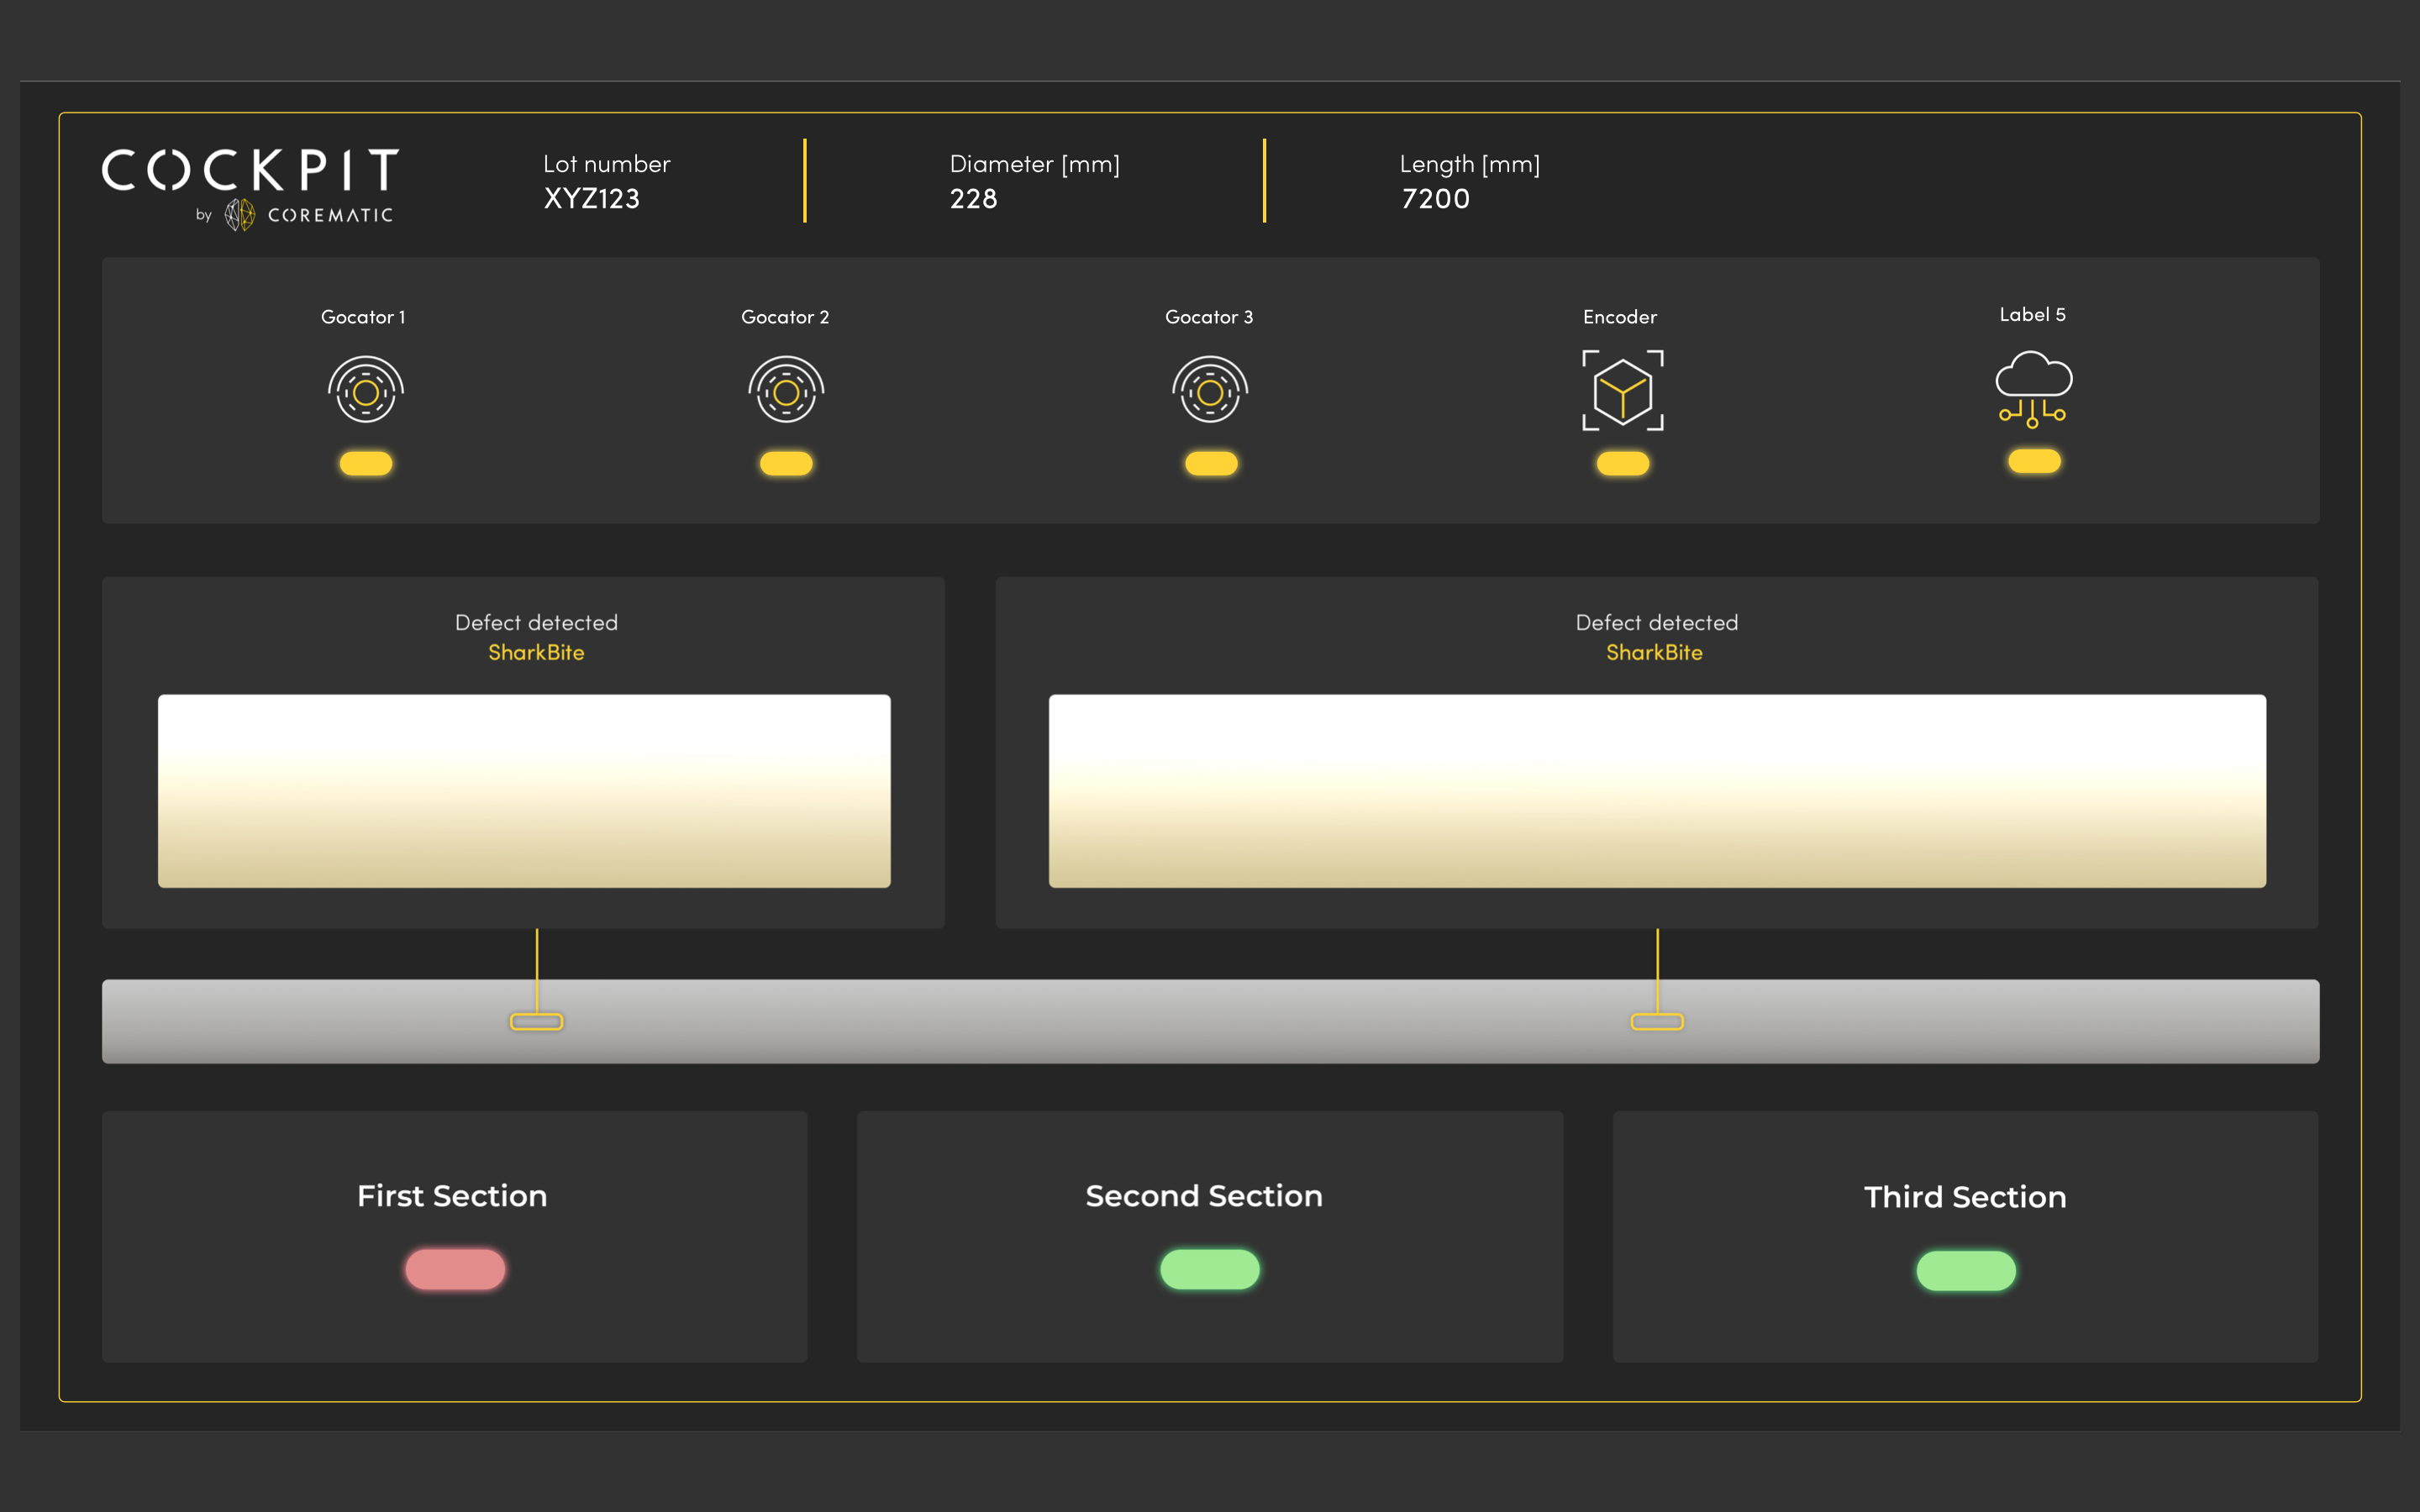 COCKPIT
by COREMATIC
Lot number
XYZ123
Diameter [mm]
228
Length [mm]
7200
Gocator 1
Gocator 2
Gocator 3
Encoder
Label 5
Defect detected
SharkBite
Defect detected
SharkBite
First Section
Second Section
Third Section